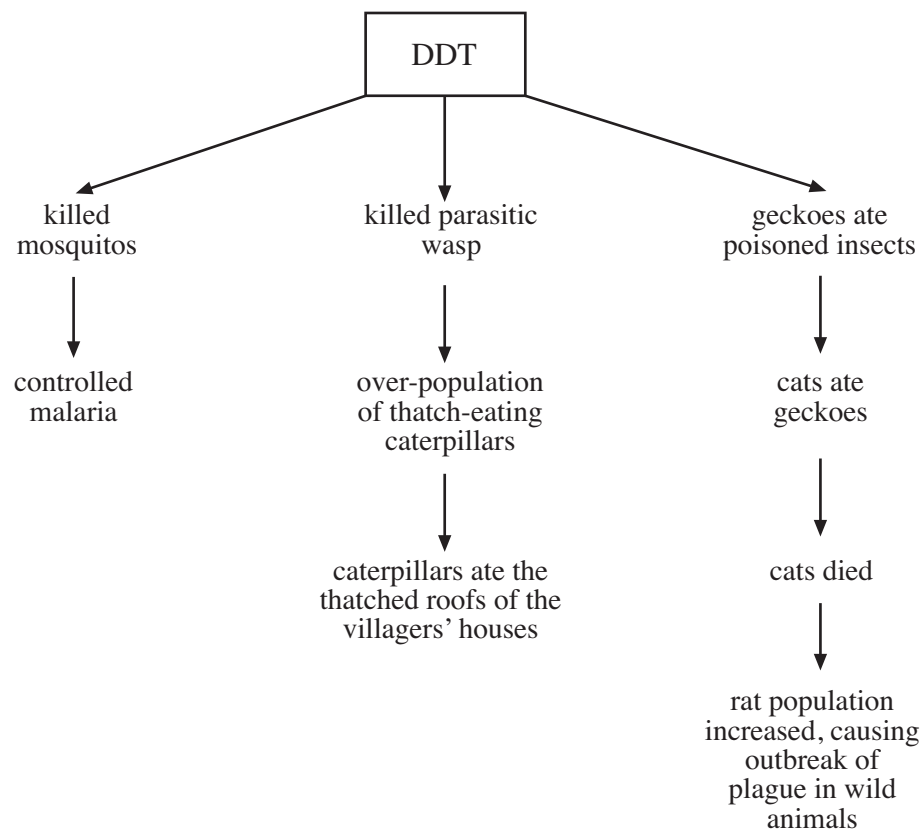 DDT
killed
mosquitos
controlled
malaria
killed parasitic
wasp
over-population
of thatch-eating
caterpillars
caterpillars ate the
thatched roofs of the
villagers’ houses
geckoes ate
poisoned insects
cats ate
geckoes
cats died
rat population
increased, causing
outbreak of
plague in wild
animals